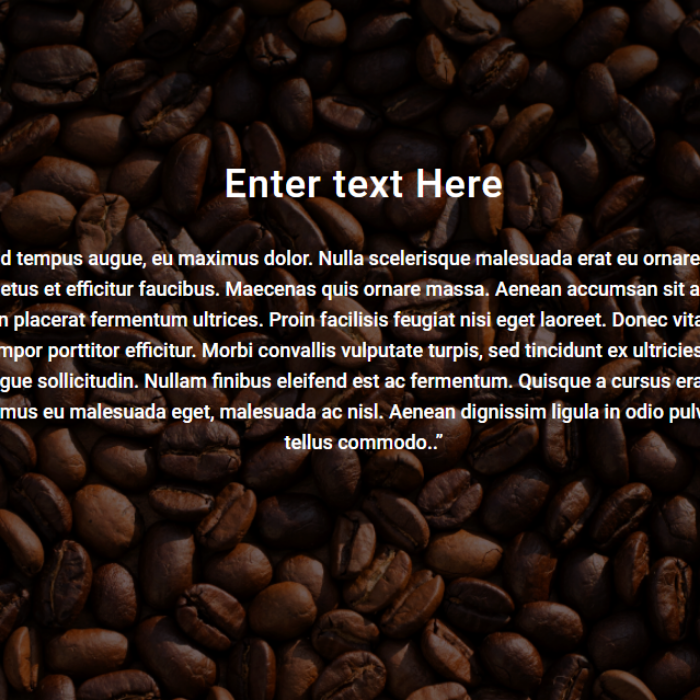 Enter text Here
d tempus augue, eu maximus dolor. Nulla scelerisque malesuada erat eu ornare
etus et efficitur faucibus. Maecenas quis ornare massa. Aenean accumsan sit a
n placerat fermentum ultrices. Proin facilisis feugiat nisi eget laoreet. Donec vita
mpor porttitor efficitur. Morbi convallis vulputate turpis, sed tincidunt ex ultricies
gue sollicitudin. Nullam finibus eleifend est ac fermentum. Quisque a cursus era
mus eu malesuada eget, malesuada ac nisl. Aenean dignissim ligula in odio pulv
tellus commodo..”